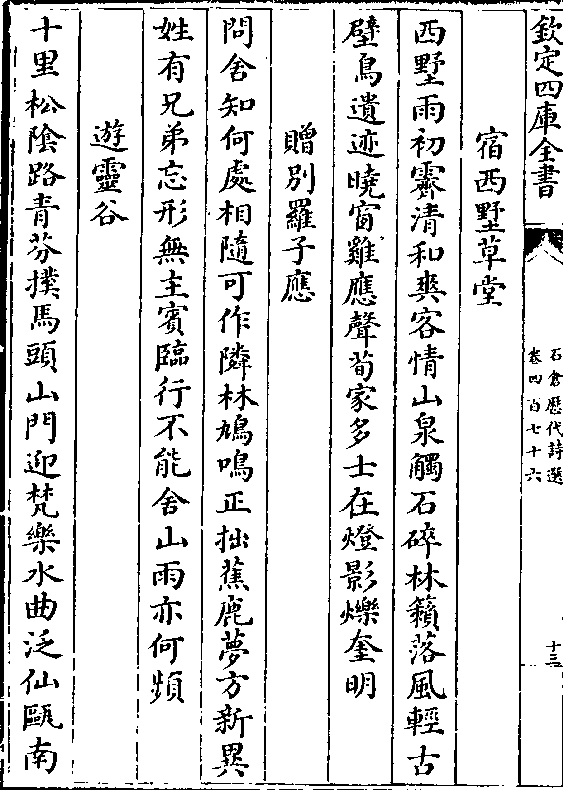 欽定四庫全書
石倉歷代詩選
卷四百七十六
十三
宿西墅草堂
西墅雨初霽清和爽客情山泉觸石碎林籟落風輕古
壁鳥遺迹曉窗雞應聲荀家多士在燈影爍奎明
贈别羅子應
問舍知何處相隨可作隣林鳩鳴正拙蕉鹿夢方新異
姓有兄弟忘形無主賓臨行不能舍山雨亦何頻
遊靈谷
十里松陰路青芬撲馬頭山門迎梵樂水曲泛仙甌南